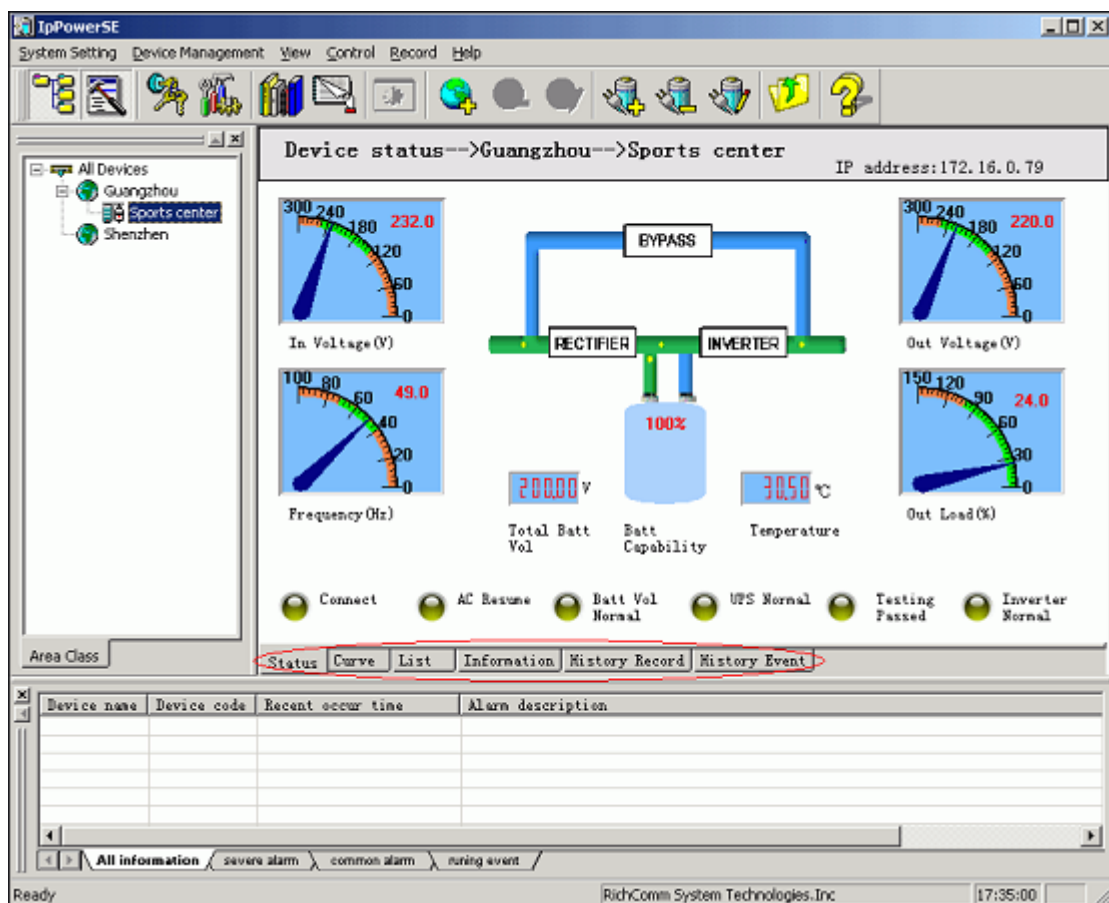 IpPowerSE
System Setting Device Management View Control Record Help
All Devices
Guangzhou
Sports center
Shenzhen
Area Class
Device status-->Guangzhou-->Sports center
IP address:172.16.0.79
300 240 180 120 60 0
232.0
In Voltage(V)
BYPASS
RECTIFIER
INVERTER
300 240 180 120 60 0
220.0
Out Voltage(V)
100 80 60 40 20 0
49.0
Frequency(Hz)
100%
200.00 V
Total Batt Vol
Batt Capability
30.50 ℃
Temperature
150 120 90 60 30 0
24.0
Out Load(%)
Connect
AC Resume
Batt Vol Normal
UPS Normal
Testing Passed
Inverter Normal
Status Curve List Information History Record History Event
Device name Device code Recent occur time Alarm description
All information severe alarm common alarm runing event
Ready
RichComm System Technologies.Inc
17:35:00